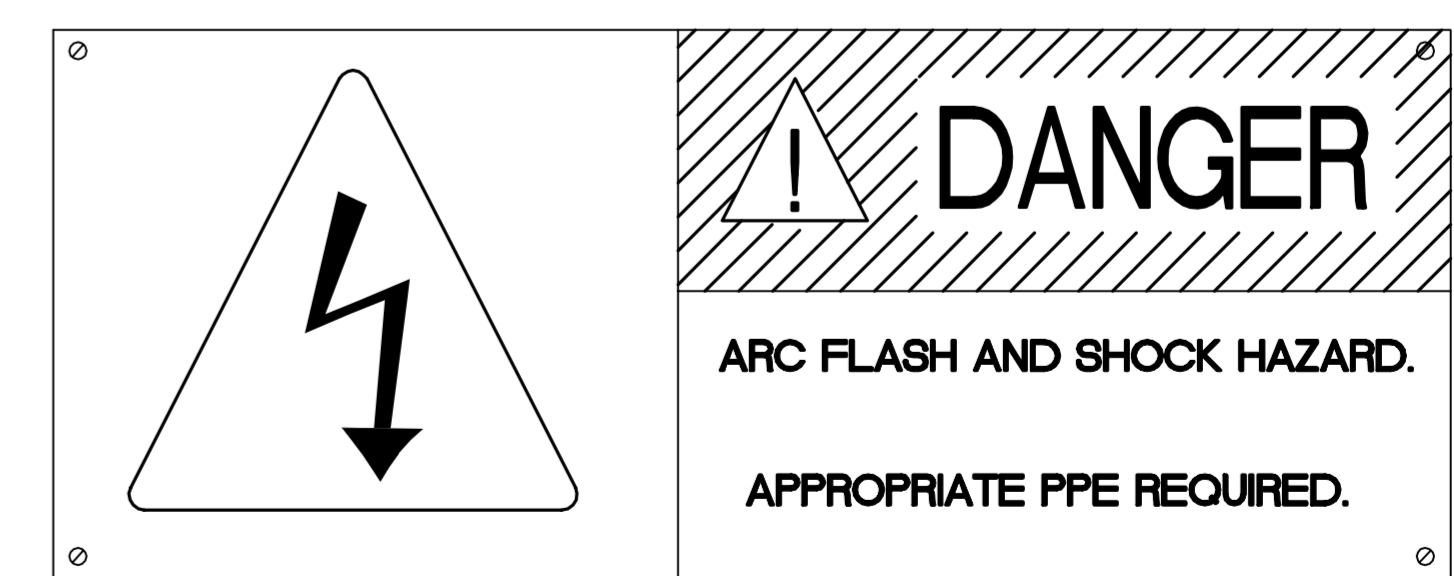 ! DANGER
ARC FLASH AND SHOCK HAZARD.
APPROPRIATE PPE REQUIRED.